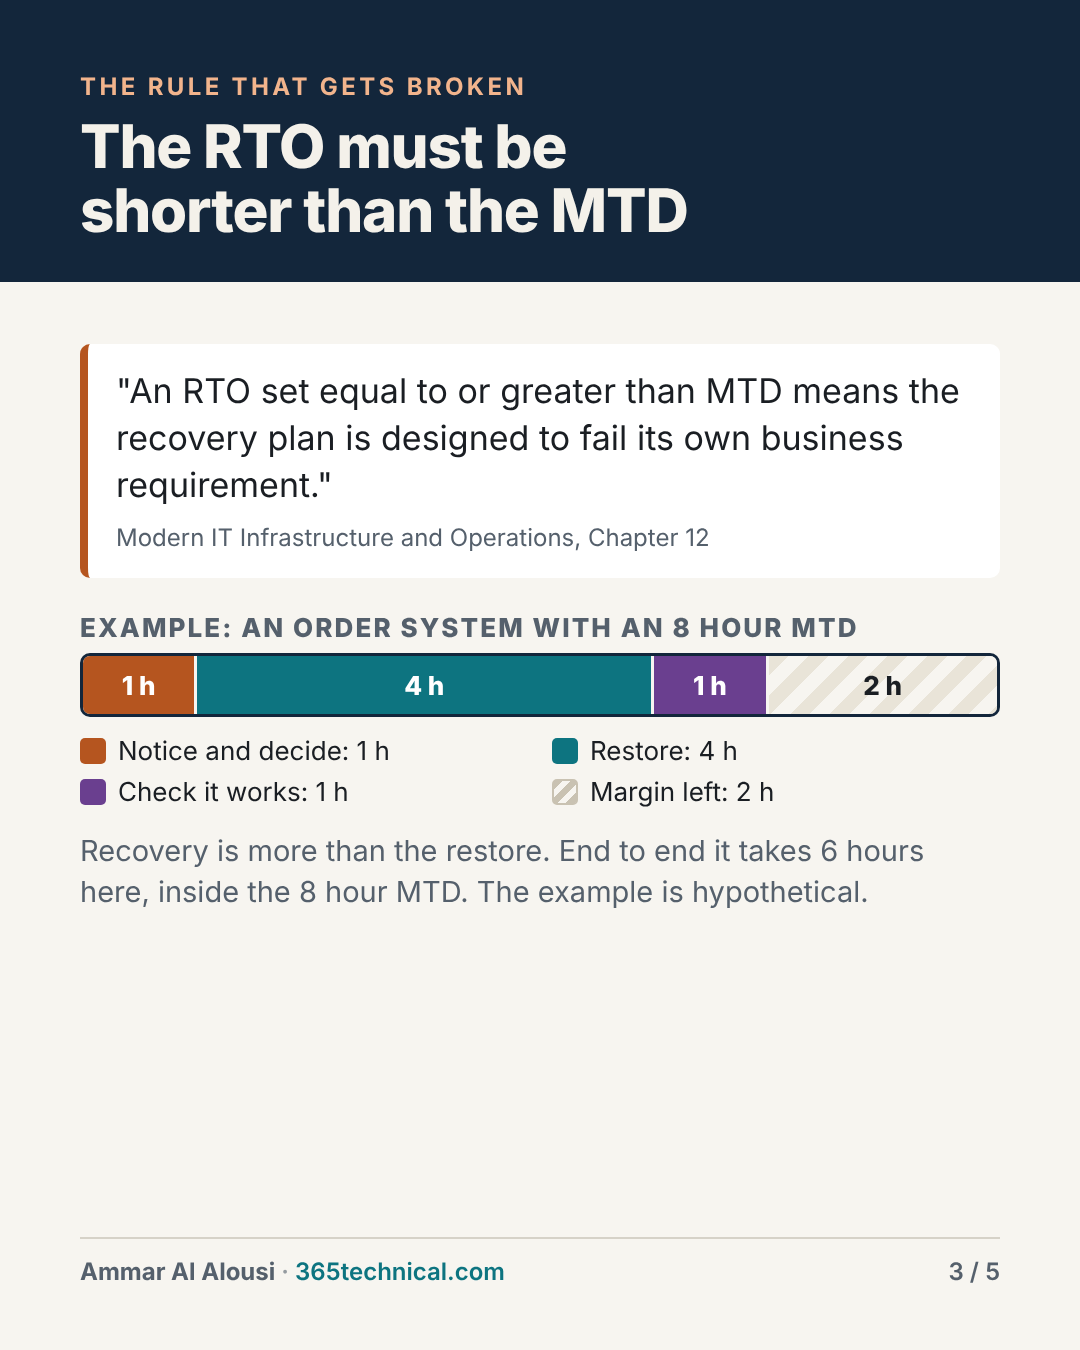 THE RULE THAT GETS BROKEN
The RTO must be
shorter than the MTD
"An RTO set equal to or greater than MTD means the
recovery plan is designed to fail its own business
requirement."
Modern IT Infrastructure and Operations, Chapter 12
EXAMPLE: AN ORDER SYSTEM WITH AN 8 HOUR MTD
1 h 4 h 1 h 2 h
Notice and decide: 1 h Restore: 4 h
Check it works: 1 h Margin left: 2 h
Recovery is more than the restore. End to end it takes 6 hours
here, inside the 8 hour MTD. The example is hypothetical.
Ammar Al Alousi · 365technical.com 3 / 5